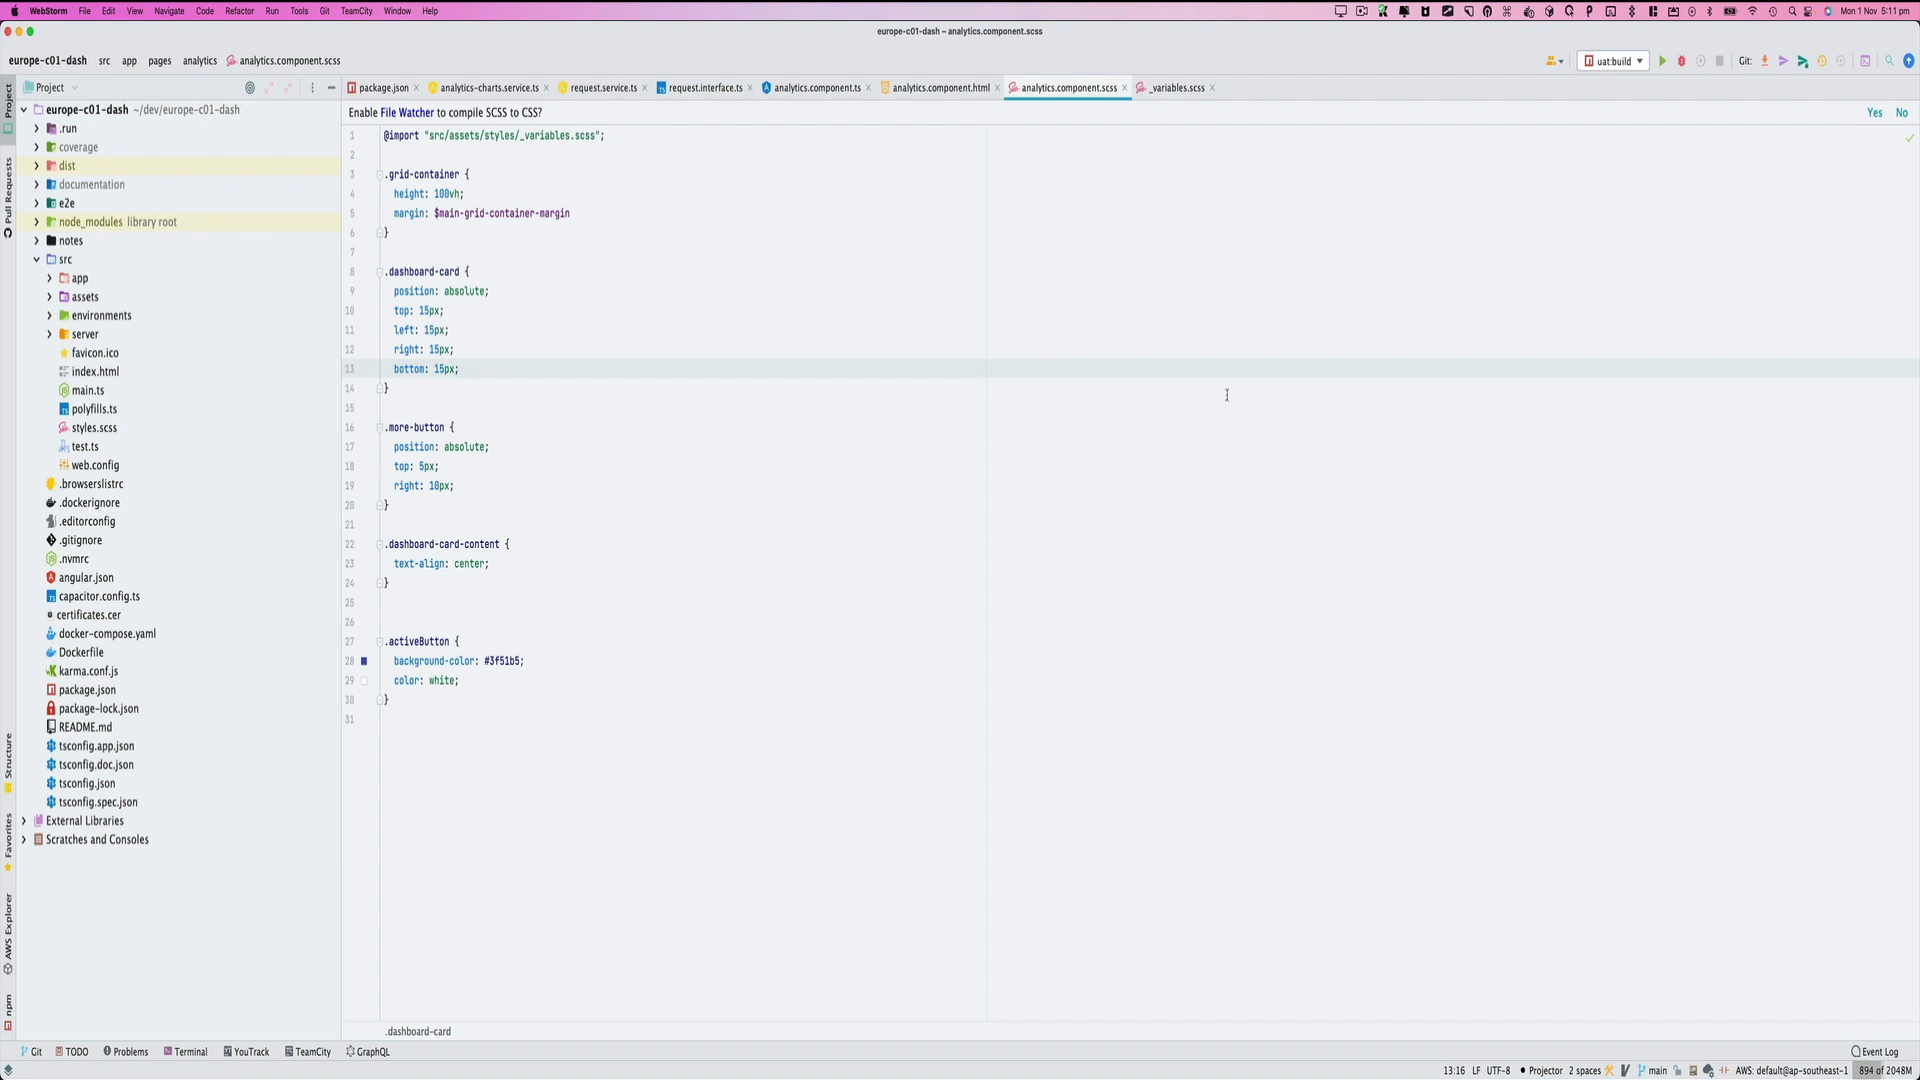 WebStorm File Edit View Navigate Code Refactor Run Tools Git TeamCity Window Help Mon 1 Nov 5:11 pm
europe-c01-dash – analytics.component.scss
europe-c01-dash src app pages analytics analytics.component.scss uat:build Git:
Project package.json analytics-charts.service.ts request.service.ts request.interface.ts analytics.component.ts analytics.component.html analytics.component.scss _variables.scss
Enable File Watcher to compile SCSS to CSS? Yes No
Project
Pull Requests
Structure
Favorites
AWS Explorer
npm
europe-c01-dash ~/dev/europe-c01-dash
.run
coverage
dist
documentation
e2e
node_modules library root
notes
src
app
assets
environments
server
favicon.ico
index.html
main.ts
polyfills.ts
styles.scss
test.ts
web.config
.browserslistrc
.dockerignore
.editorconfig
.gitignore
.nvmrc
angular.json
capacitor.config.ts
certificates.cer
docker-compose.yaml
Dockerfile
karma.conf.js
package.json
package-lock.json
README.md
tsconfig.app.json
tsconfig.doc.json
tsconfig.json
tsconfig.spec.json
External Libraries
Scratches and Consoles
1 @import "src/assets/styles/_variables.scss";
2
3 .grid-container {
4 height: 100vh;
5 margin: $main-grid-container-margin
6 }
7
8 .dashboard-card {
9 position: absolute;
10 top: 15px;
11 left: 15px;
12 right: 15px;
13 bottom: 15px;
14 }
15
16 .more-button {
17 position: absolute;
18 top: 5px;
19 right: 10px;
20 }
21
22 .dashboard-card-content {
23 text-align: center;
24 }
25
26
27 .activeButton {
28 background-color: #3f51b5;
29 color: white;
30 }
31
.dashboard-card
Git TODO Problems Terminal YouTrack TeamCity GraphQL Event Log
13:16 LF UTF-8 Projector 2 spaces main AWS: default@ap-southeast-1 894 of 2048M